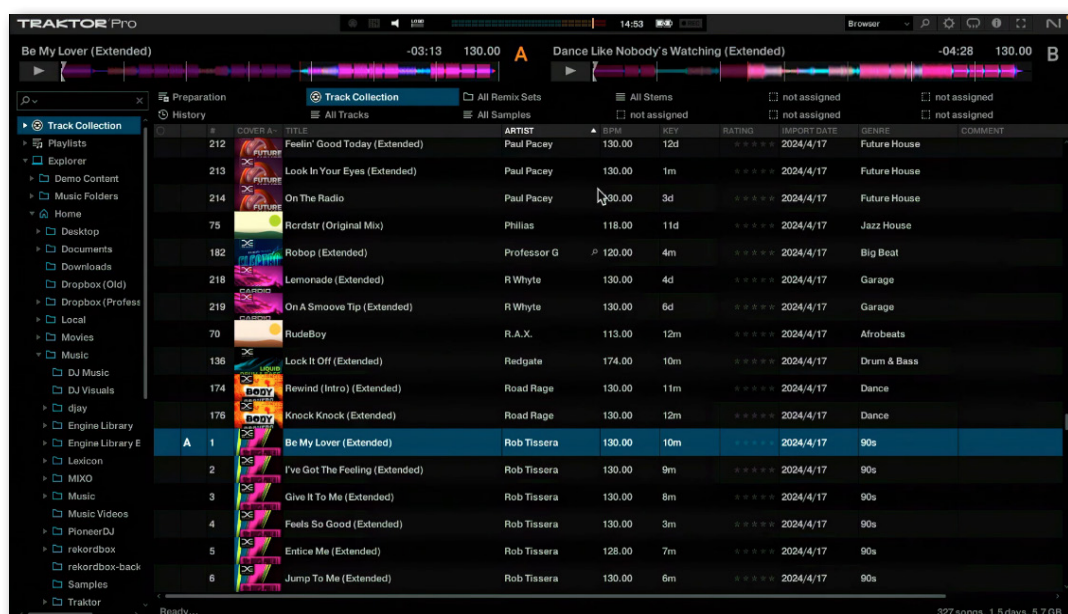 TRAKTOR Pro 14:53 Browser
Be My Lover (Extended) -03:13 130.00 A Dance Like Nobody's Watching (Extended) -04:28 130.00 B
Preparation Track Collection All Remix Sets All Stems not assigned not assigned
History All Tracks All Samples not assigned not assigned not assigned
# COVER A~ TITLE ARTIST BPM KEY RATING IMPORT DATE GENRE COMMENT
Track Collection
Playlists
Explorer
Demo Content
Music Folders
Home
Desktop
Documents
Downloads
Dropbox (Old)
Dropbox (Profess
Local
Movies
Music
DJ Music
DJ Visuals
djay
Engine Library
Engine Library E
Lexicon
MIXO
Music
Music Videos
PioneerDJ
rekordbox
rekordbox-back
Samples
Traktor
212 FUTURE Feelin' Good Today (Extended) Paul Pacey 130.00 12d 2024/4/17 Future House
213 FUTURE Look In Your Eyes (Extended) Paul Pacey 130.00 1m 2024/4/17 Future House
214 FUTURE On The Radio Paul Pacey 130.00 3d 2024/4/17 Future House
75 Rcrdstr (Original Mix) Philias 118.00 11d 2024/4/17 Jazz House
182 Robop (Extended) Professor G 120.00 4m 2024/4/17 Big Beat
218 Lemonade (Extended) R Whyte 130.00 4d 2024/4/17 Garage
219 On A Smoove Tip (Extended) R Whyte 130.00 6d 2024/4/17 Garage
70 RudeBoy R.A.X. 113.00 12m 2024/4/17 Afrobeats
136 LIQUID Lock It Off (Extended) Redgate 174.00 10m 2024/4/17 Drum & Bass
174 BODY Rewind (Intro) (Extended) Road Rage 130.00 11m 2024/4/17 Dance
176 BODY Knock Knock (Extended) Road Rage 130.00 12m 2024/4/17 Dance
A 1 Be My Lover (Extended) Rob Tissera 130.00 10m 2024/4/17 90s
2 I've Got The Feeling (Extended) Rob Tissera 130.00 9m 2024/4/17 90s
3 Give It To Me (Extended) Rob Tissera 130.00 8m 2024/4/17 90s
4 Feels So Good (Extended) Rob Tissera 130.00 3m 2024/4/17 90s
5 Entice Me (Extended) Rob Tissera 128.00 7m 2024/4/17 90s
6 Jump To Me (Extended) Rob Tissera 130.00 6m 2024/4/17 90s
Ready... 327 songs, 1.5 days, 5.7 GB